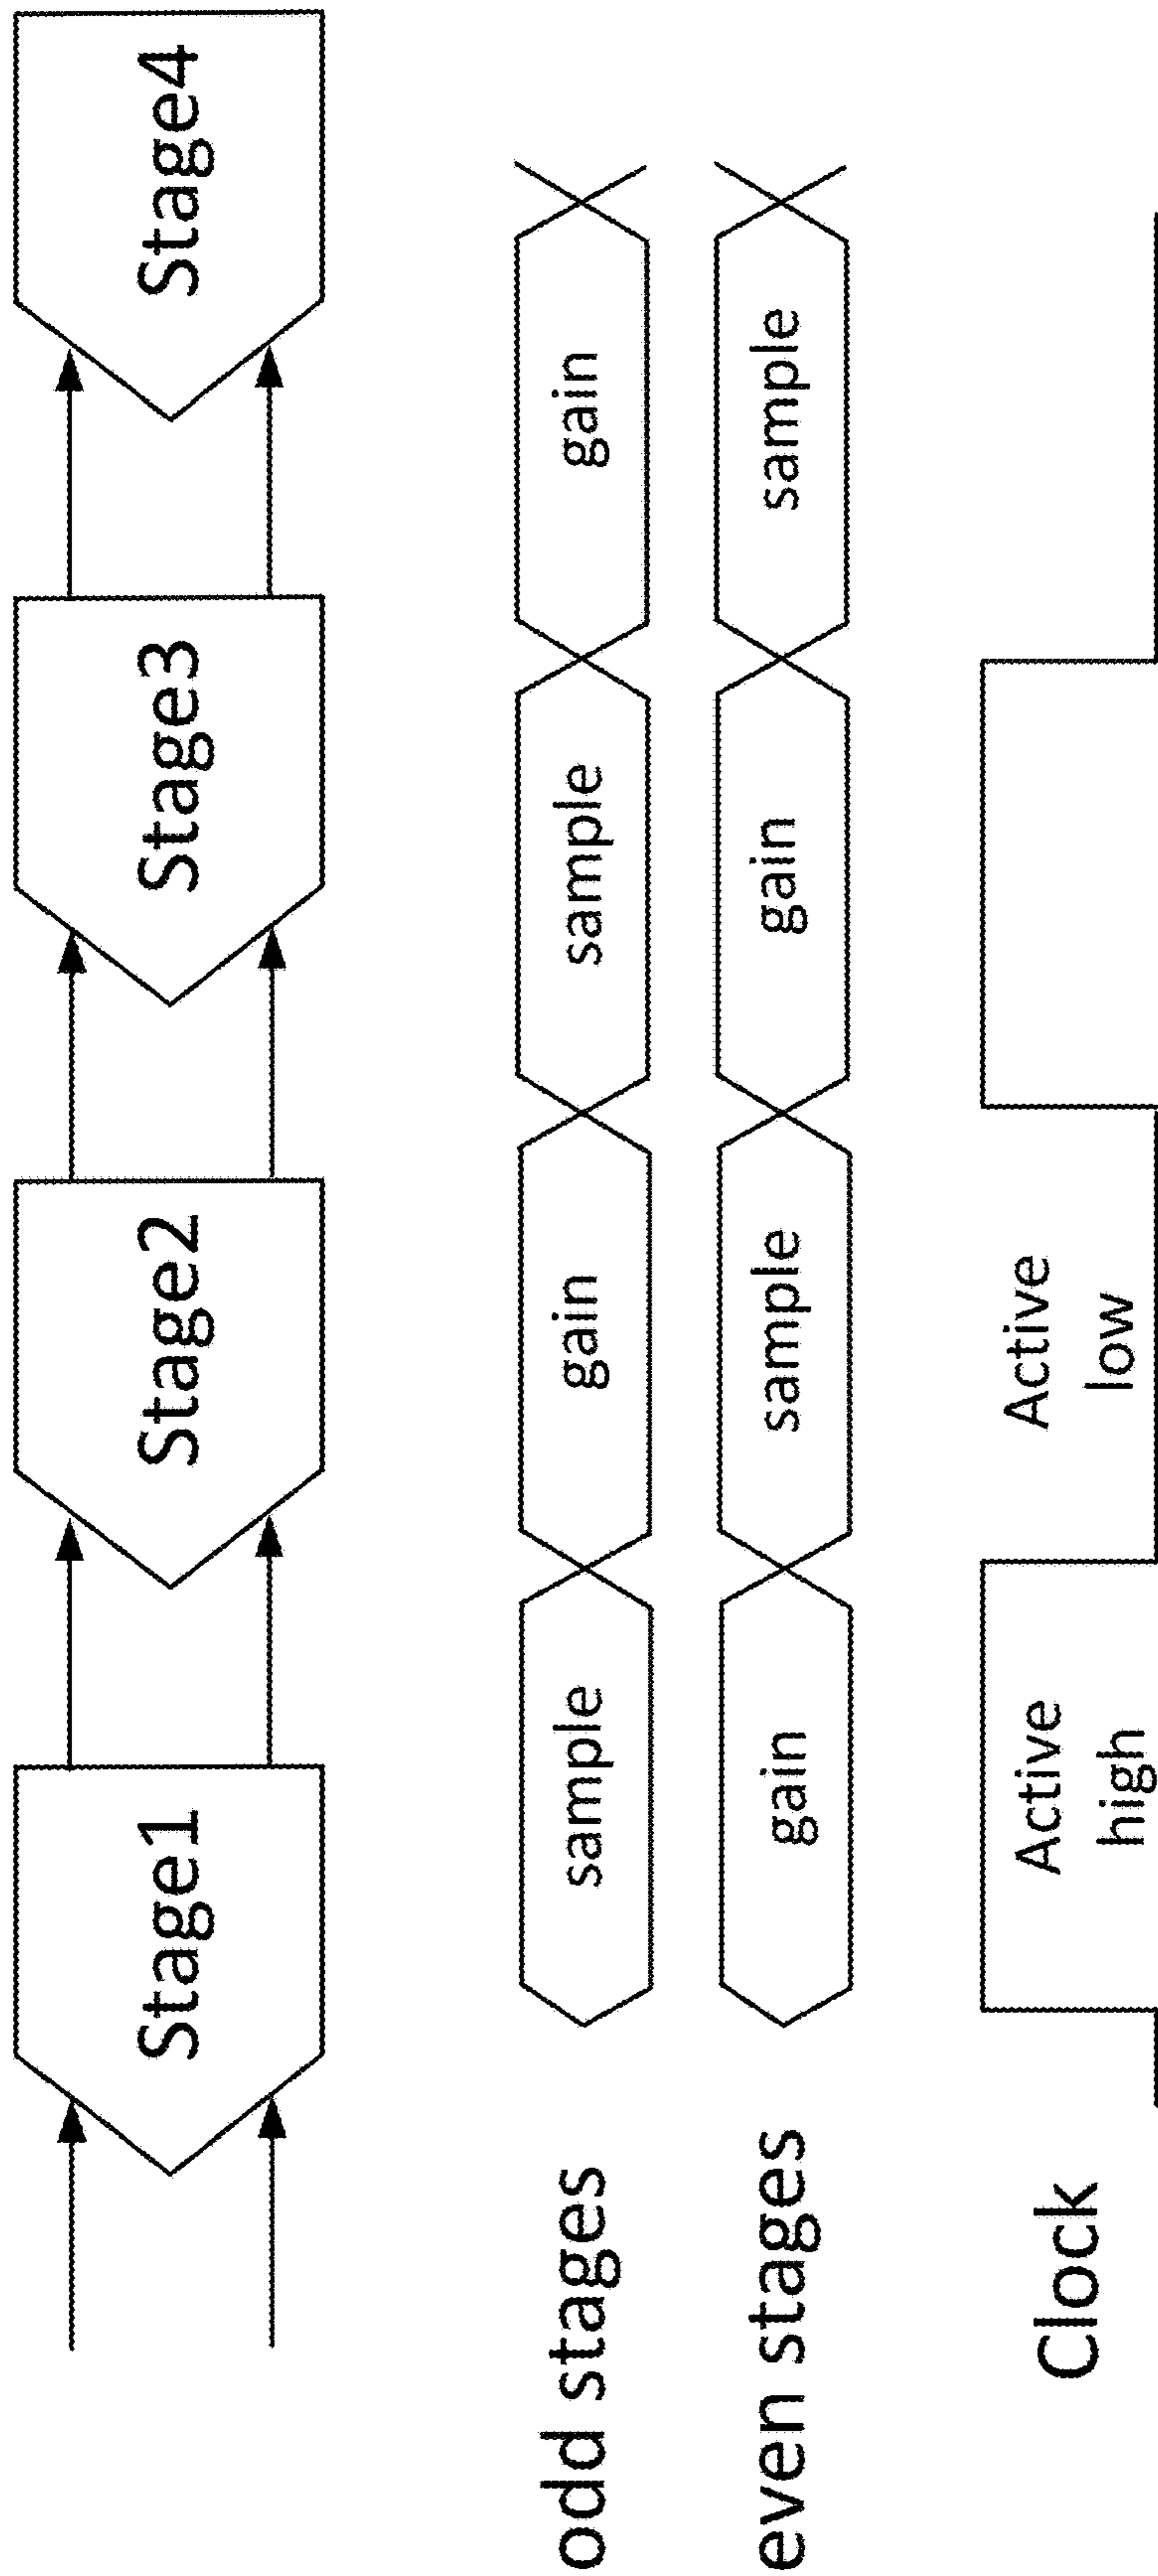 Stage1
Stage2
Stage3
Stage4
odd stages
sample
gain
sample
gain
even stages
gain
sample
gain
sample
Clock
Active
high
Active
low